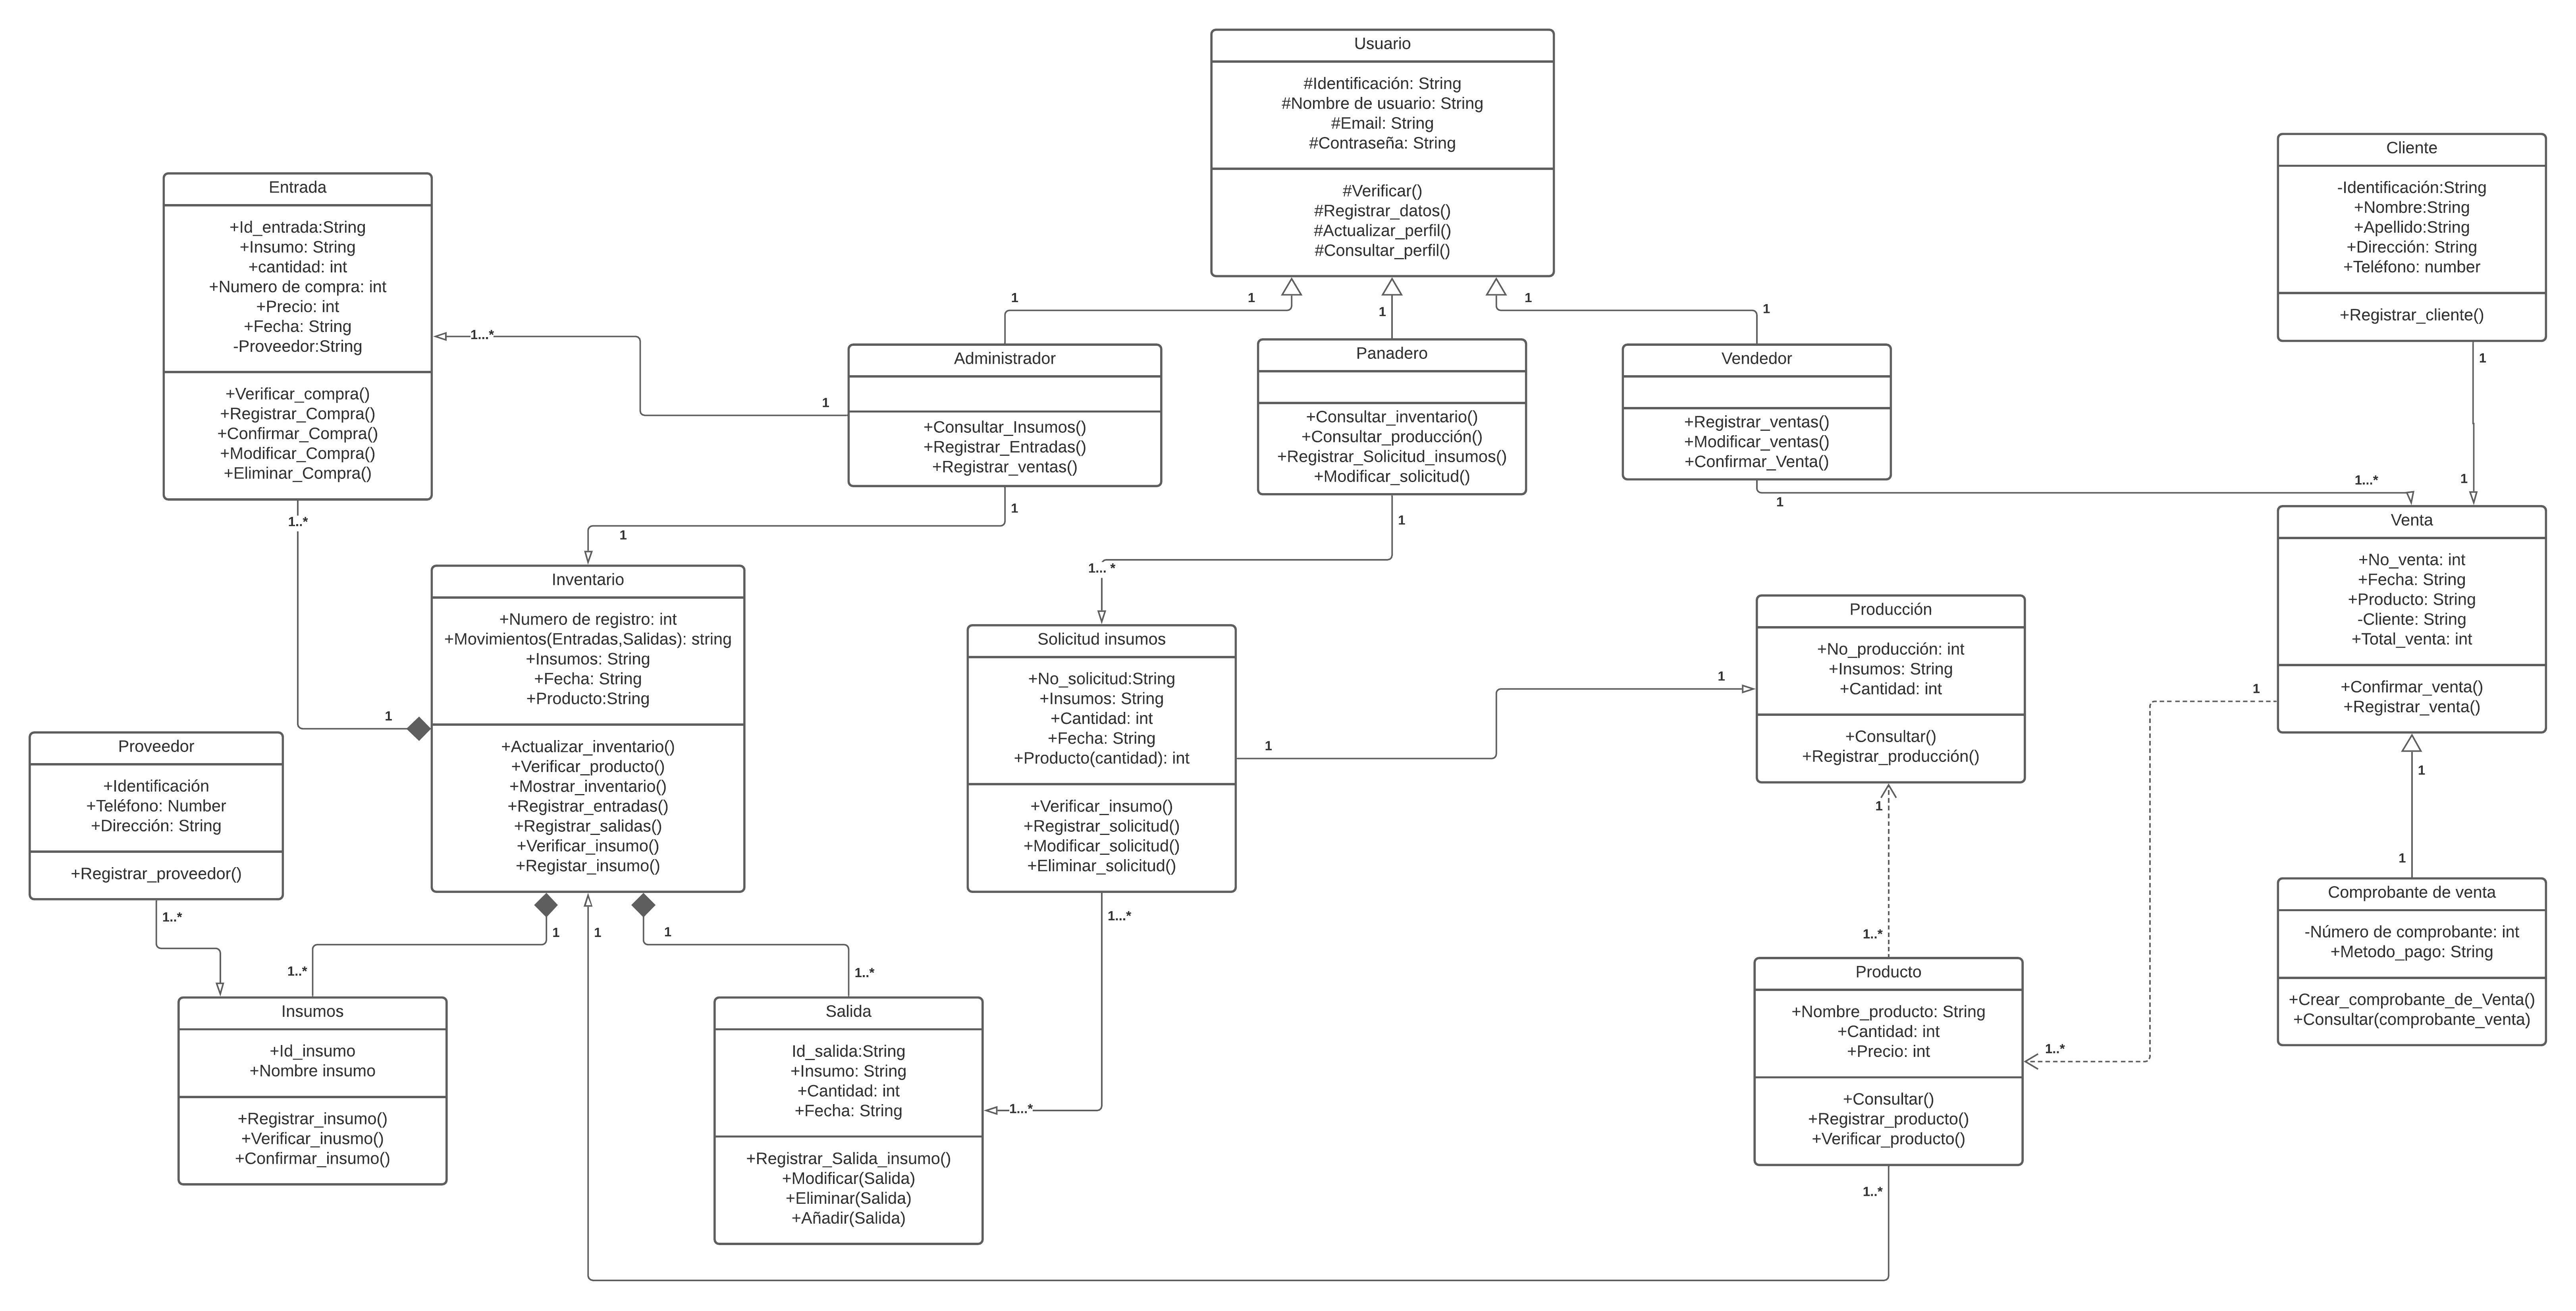 Usuario
#Identificación: String
#Nombre de usuario: String
#Email: String
#Contraseña: String
#Verificar()
#Registrar_datos()
#Actualizar_perfil()
#Consultar_perfil()
Cliente
-Identificación:String
+Nombre:String
+Apellido:String
+Dirección: String
+Teléfono: number
+Registrar_cliente()
Entrada
+Id_entrada:String
+Insumo: String
+cantidad: int
+Numero de compra: int
+Precio: int
+Fecha: String
-Proveedor:String
+Verificar_compra()
+Registrar_Compra()
+Confirmar_Compra()
+Modificar_Compra()
+Eliminar_Compra()
1
1
1
1
1
1...*
1
Administrador
+Consultar_Insumos()
+Registrar_Entradas()
+Registrar_ventas()
Panadero
+Consultar_inventario()
+Consultar_producción()
+Registrar_Solicitud_insumos()
+Modificar_solicitud()
Vendedor
+Registrar_ventas()
+Modificar_ventas()
+Confirmar_Venta()
1
1
1...*
1
1..*
1
1
1
1... *
Inventario
+Numero de registro: int
+Movimientos(Entradas,Salidas): string
+Insumos: String
+Fecha: String
+Producto:String
+Actualizar_inventario()
+Verificar_producto()
+Mostrar_inventario()
+Registrar_entradas()
+Registrar_salidas()
+Verificar_insumo()
+Registar_insumo()
Solicitud insumos
+No_solicitud:String
+Insumos: String
+Cantidad: int
+Fecha: String
+Producto(cantidad): int
+Verificar_insumo()
+Registrar_solicitud()
+Modificar_solicitud()
+Eliminar_solicitud()
Producción
+No_producción: int
+Insumos: String
+Cantidad: int
+Consultar()
+Registrar_producción()
Venta
+No_venta: int
+Fecha: String
+Producto: String
-Cliente: String
+Total_venta: int
+Confirmar_venta()
+Registrar_venta()
1
1
1
1
1
1
1
Proveedor
+Identificación
+Teléfono: Number
+Dirección: String
+Registrar_proveedor()
1..*
1
1
1
1...*
1..*
1..*
1..*
Comprobante de venta
-Número de comprobante: int
+Metodo_pago: String
+Crear_comprobante_de_Venta()
+Consultar(comprobante_venta)
Insumos
+Id_insumo
+Nombre insumo
+Registrar_insumo()
+Verificar_inusmo()
+Confirmar_insumo()
Salida
Id_salida:String
+Insumo: String
+Cantidad: int
+Fecha: String
+Registrar_Salida_insumo()
+Modificar(Salida)
+Eliminar(Salida)
+Añadir(Salida)
1...*
Producto
+Nombre_producto: String
+Cantidad: int
+Precio: int
+Consultar()
+Registrar_producto()
+Verificar_producto()
1..*
1..*